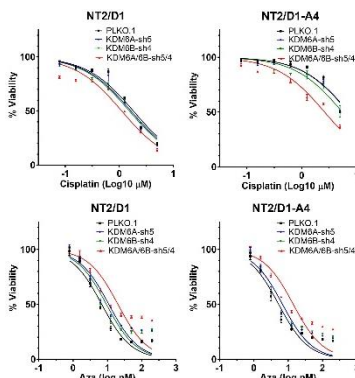 NT2/D1
% Viability
100
50
0
PLKO.1
KDM6A-sh5
KDM6B-sh4
KDM6A/6B-sh5/4
-1
0
1
Cisplatin (Log10 μM)
NT2/D1-A4
% Viability
100
50
0
PLKO.1
KDM6A-sh5
KDM6B-sh4
KDM6A/6B-sh5/4
-1
0
1
Cisplatin (Log10 μM)
NT2/D1
% Viability
100
50
0
PLKO.1
KDM6A-sh5
KDM6B-sh4
KDM6A/6B-sh5/4
0
1
2
3
NT2/D1-A4
% Viability
100
50
0
PLKO.1
KDM6A-sh5
KDM6B-sh4
KDM6A/6B-sh5/4
0
1
2
3